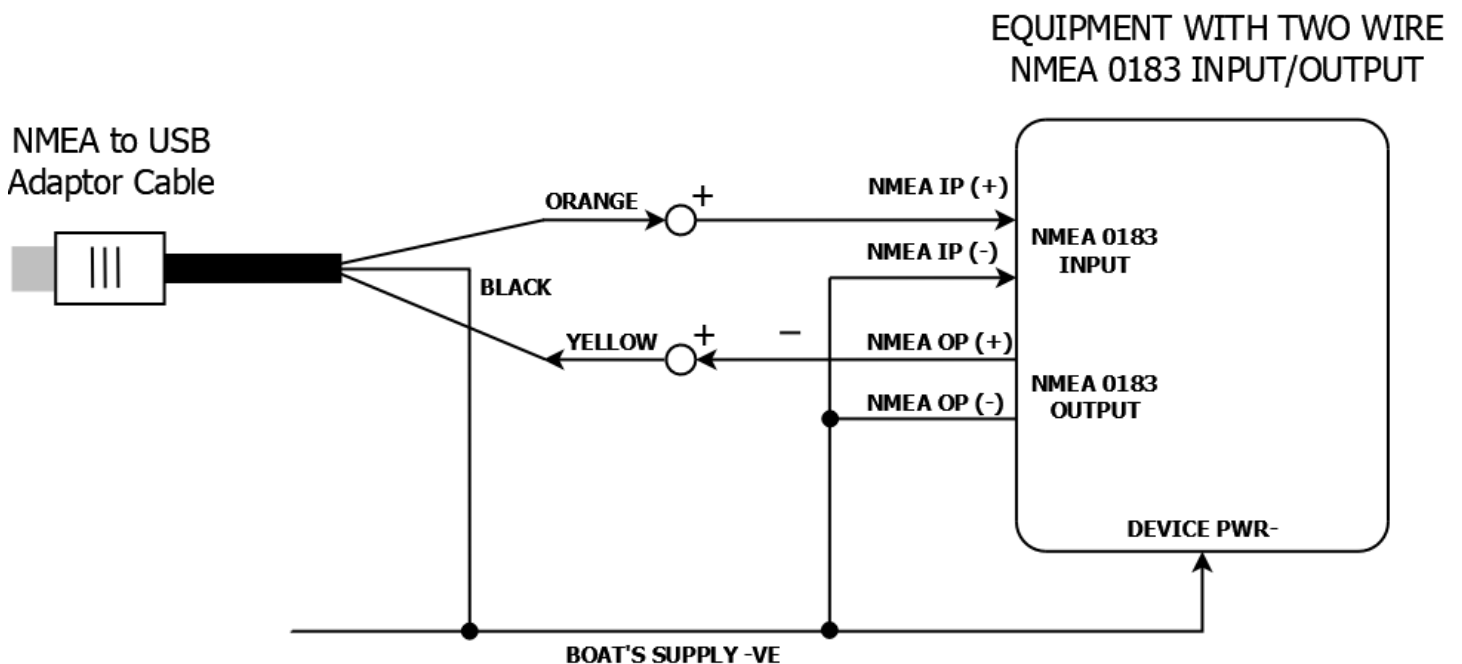 EQUIPMENT WITH TWO WIRE
NMEA 0183 INPUT/OUTPUT
NMEA to USB
Adaptor Cable
ORANGE
+
NMEA IP (+)
NMEA 0183
INPUT
NMEA IP (-)
BLACK
YELLOW
+
–
NMEA OP (+)
NMEA 0183
OUTPUT
NMEA OP (-)
DEVICE PWR-
BOAT'S SUPPLY -VE